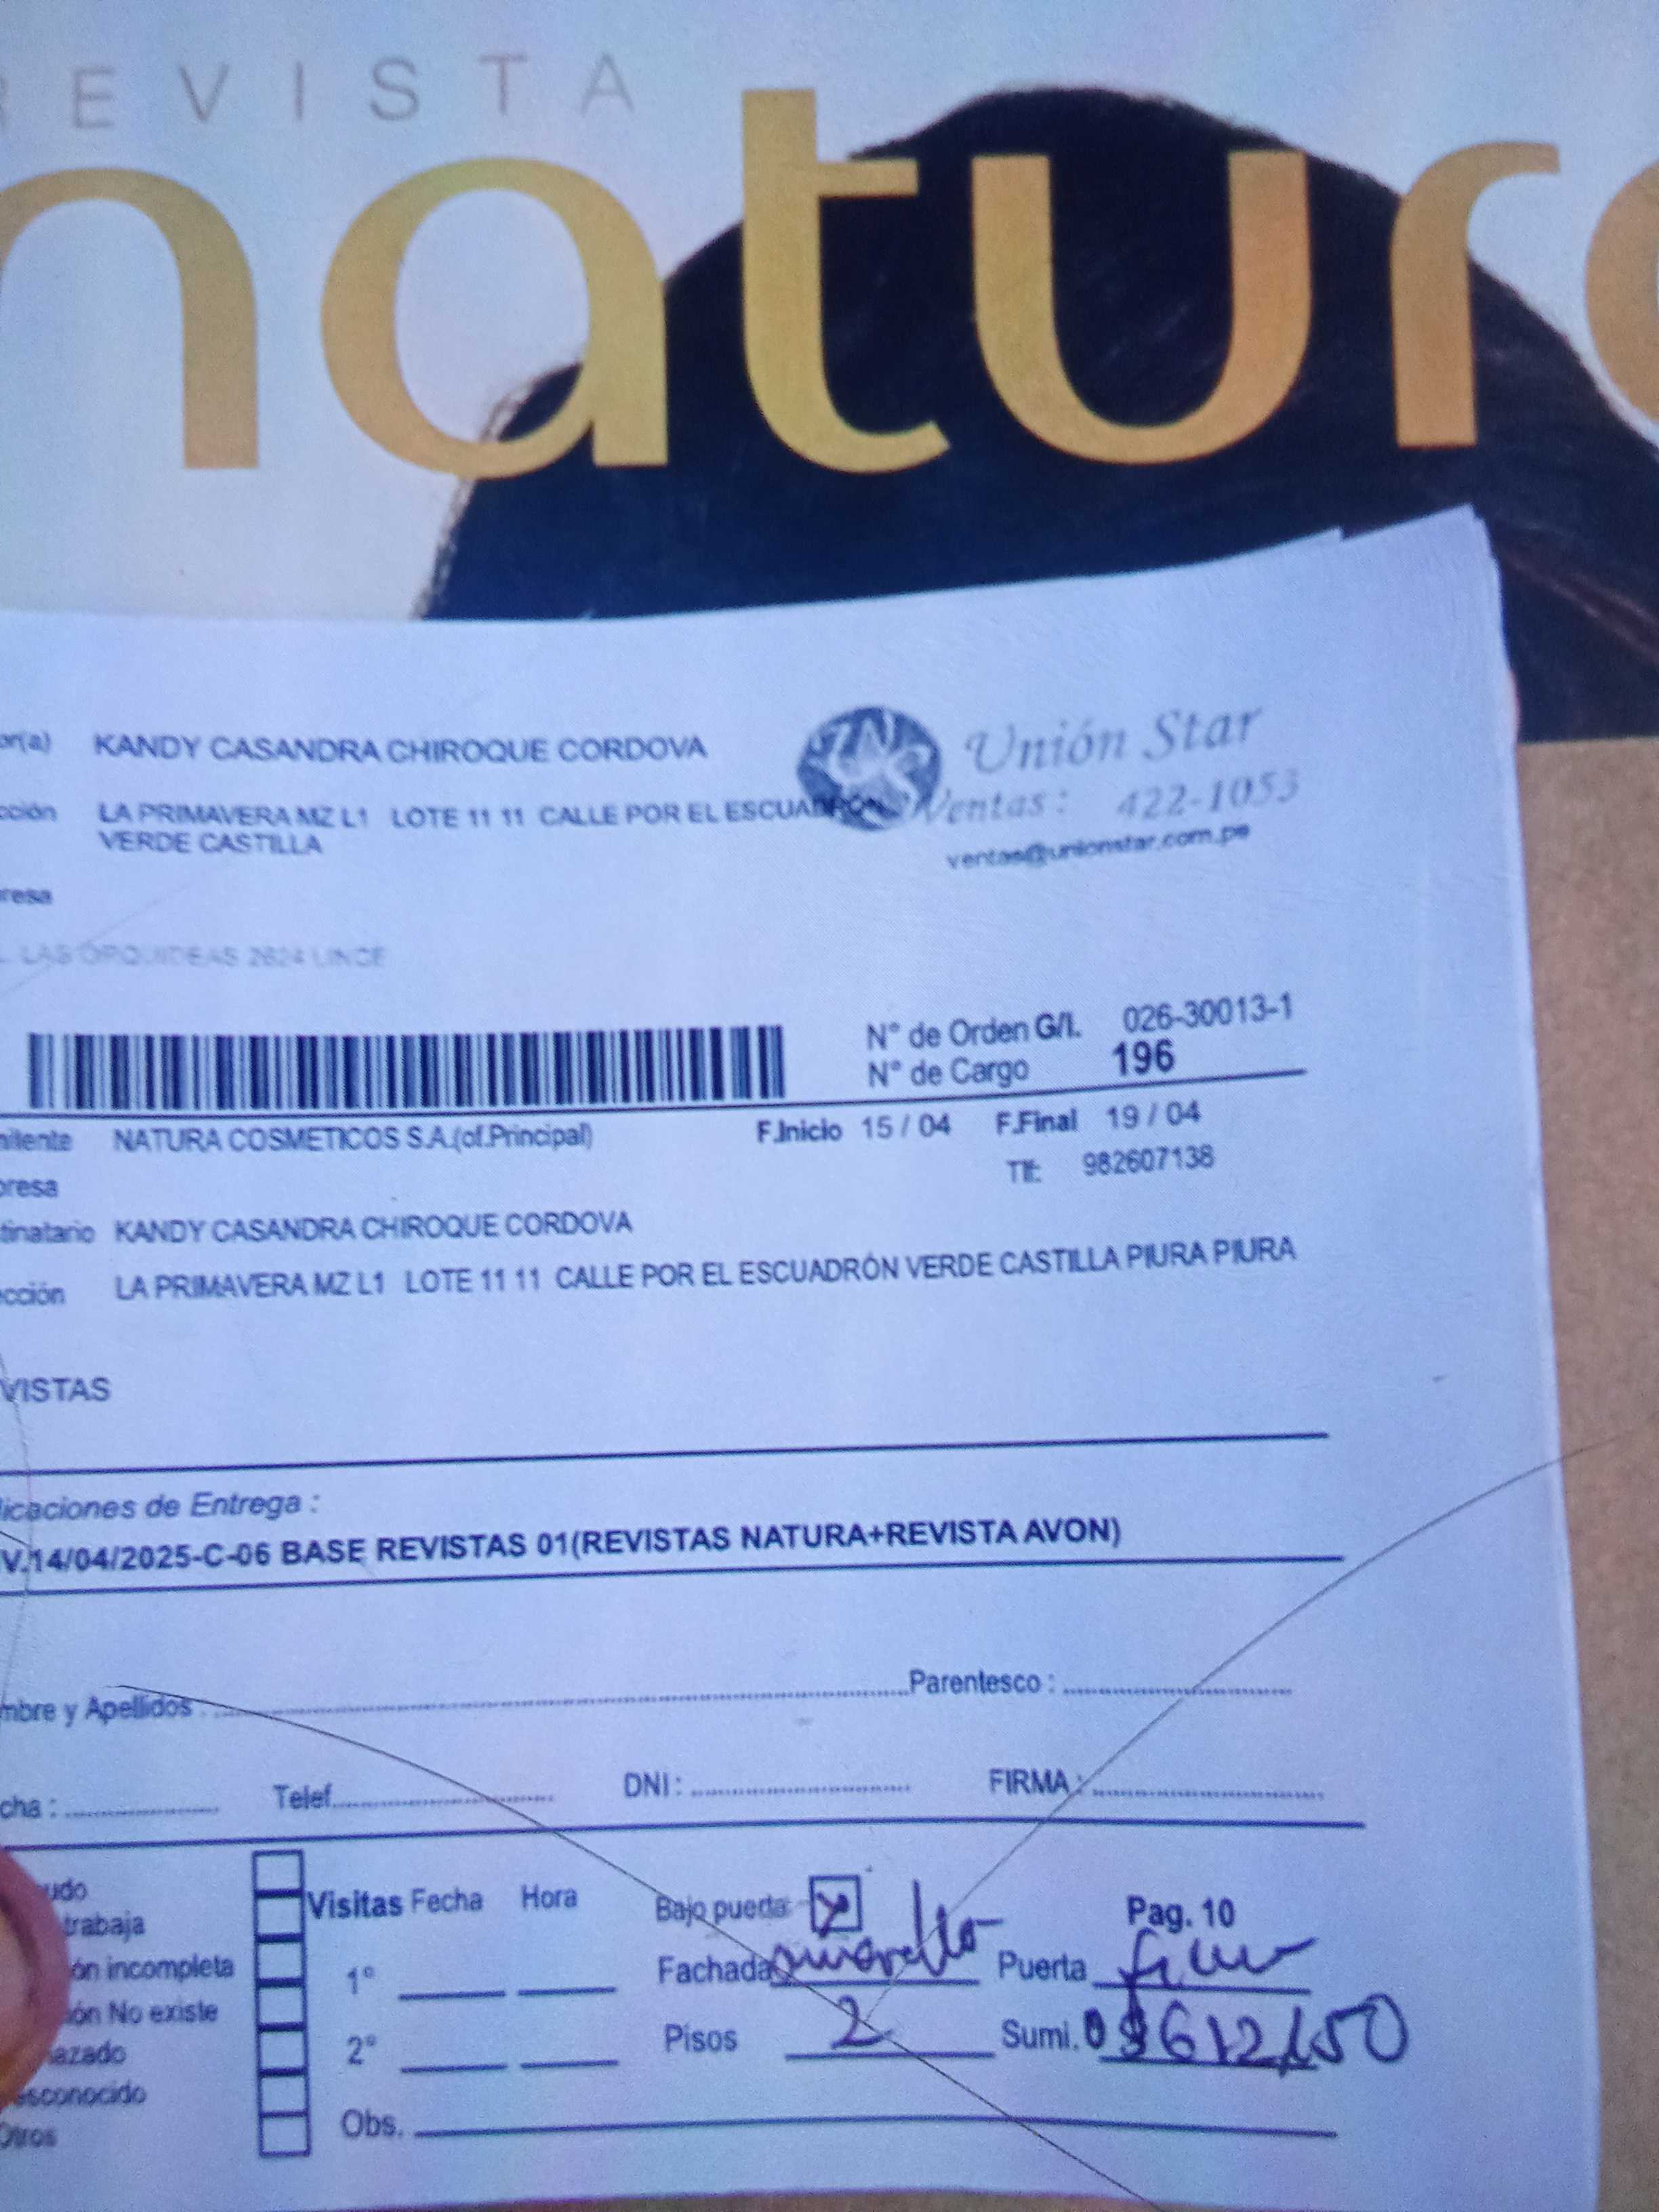 REVISTA
natura
or(a) KANDY CASANDRA CHIROQUE CORDOVA
Unión Star
cción LA PRIMAVERA MZ L1 LOTE 11 11 CALLE POR EL ESCUADRÓN
VERDE CASTILLA
Ventas: 422-1053
ventas@unionstar.com.pe
resa
LAS ORQUIDEAS 2624 LINCE
N° de Orden G/I. 026-30013-1
N° de Cargo 196
mitente NATURA COSMETICOS S.A.(of.Principal) F.Inicio 15 / 04 F.Final 19 / 04
presa Tlf: 982607138
tinatario KANDY CASANDRA CHIROQUE CORDOVA
cción LA PRIMAVERA MZ L1 LOTE 11 11 CALLE POR EL ESCUADRÓN VERDE CASTILLA PIURA PIURA
VISTAS
licaciones de Entrega :
V.14/04/2025-C-06 BASE REVISTAS 01(REVISTAS NATURA+REVISTA AVON)
mbre y Apellidos : Parentesco :
cha : Telef. DNI : FIRMA :
udo
trabaja
ón incompleta
ón No existe
hazado
esconocido
Otros
Visitas Fecha Hora
1°
2°
Obs.
Bajo puerta X Pag. 10
Fachada amarillo Puerta
Pisos 2 Sumi.